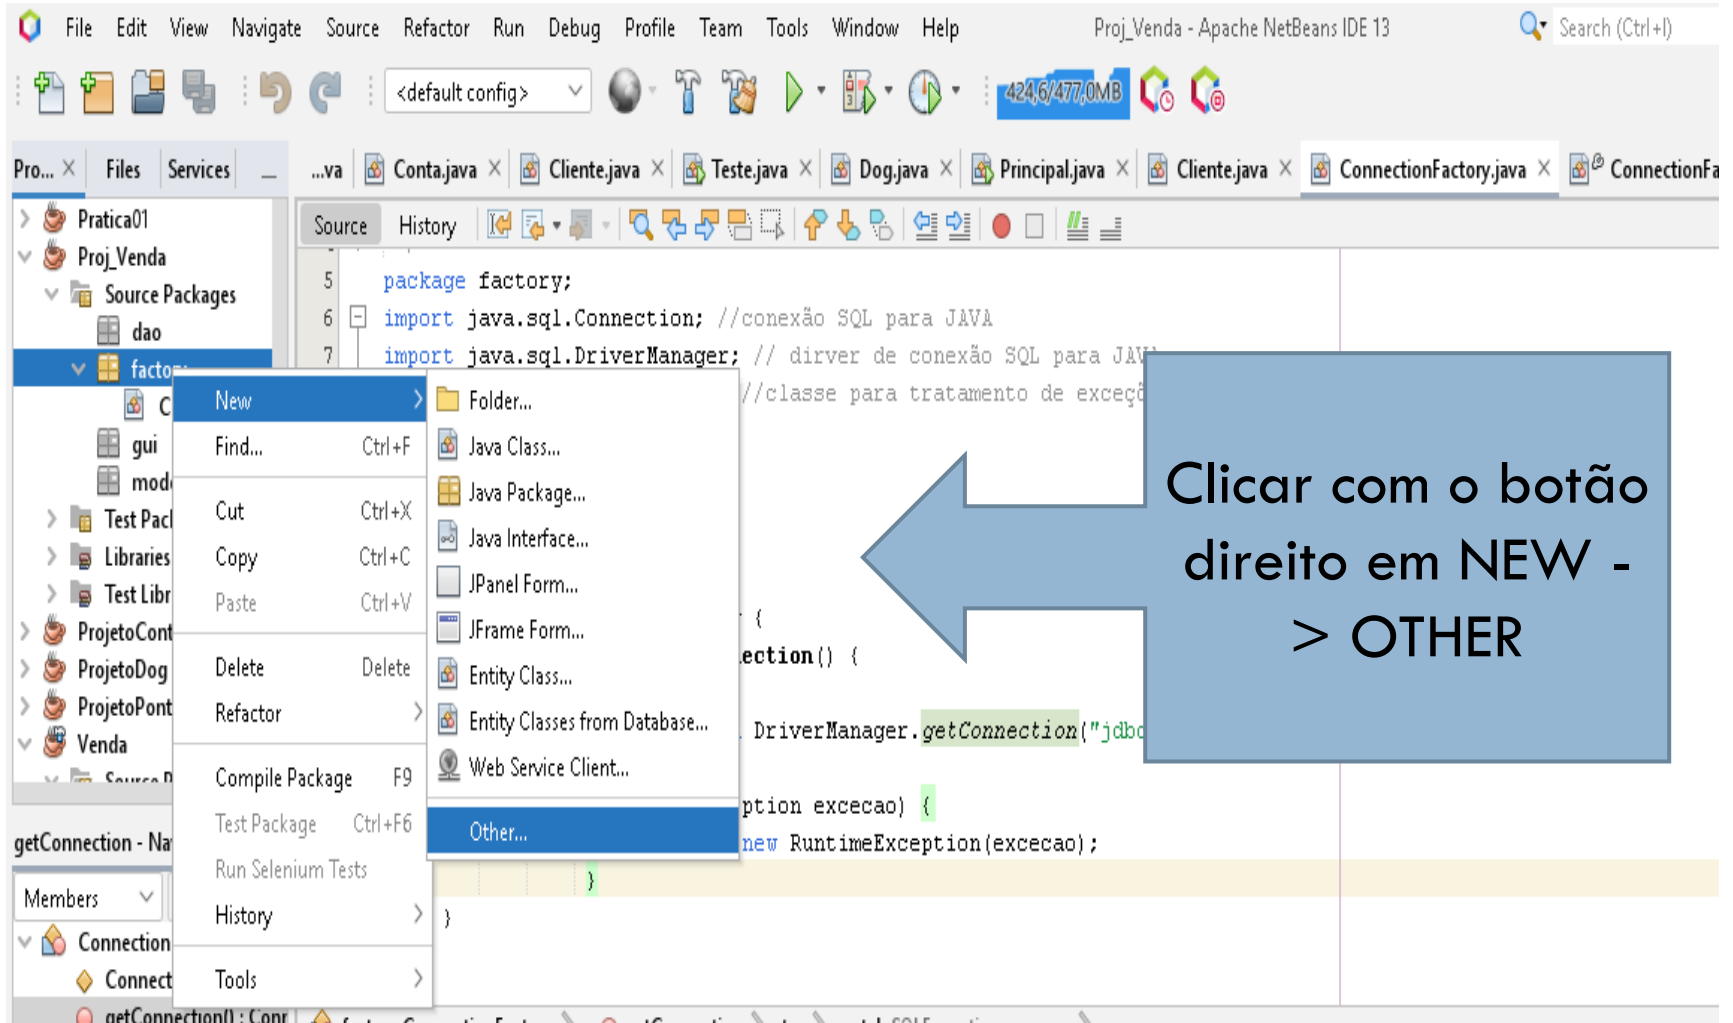 File Edit View Navigate Source Refactor Run Debug Profile Team Tools Window Help Proj_Venda - Apache NetBeans IDE 13 Search (Ctrl+I)
<default config> 424,6/477,0MB
Pro... Files Services ...va Conta.java Cliente.java Teste.java Dog.java Principal.java Cliente.java ConnectionFactory.java ConnectionFa
Source History
Pratica01
Proj_Venda
Source Packages
dao
facto
C
gui
mod
Test Pac
Libraries
Test Libr
ProjetoCont
ProjetoDog
ProjetoPont
Venda
5 package factory;
6 import java.sql.Connection; //conexão SQL para JAVA
7 import java.sql.DriverManager; // dirver de conexão SQL para JAVA
//classe para tratamento de exceçõ
{
ection() {
DriverManager.getConnection("jdbc
ption excecao) {
new RuntimeException(excecao);
}
}
New
Find... Ctrl+F
Cut Ctrl+X
Copy Ctrl+C
Paste Ctrl+V
Delete Delete
Refactor
Compile Package F9
Test Package Ctrl+F6
Run Selenium Tests
History
Tools
Folder...
Java Class...
Java Package...
Java Interface...
JPanel Form...
JFrame Form...
Entity Class...
Entity Classes from Database...
Web Service Client...
Other...
Clicar com o botão
direito em NEW -
> OTHER
getConnection - Na
Members
Connection
Connect
getConnection() : Conr